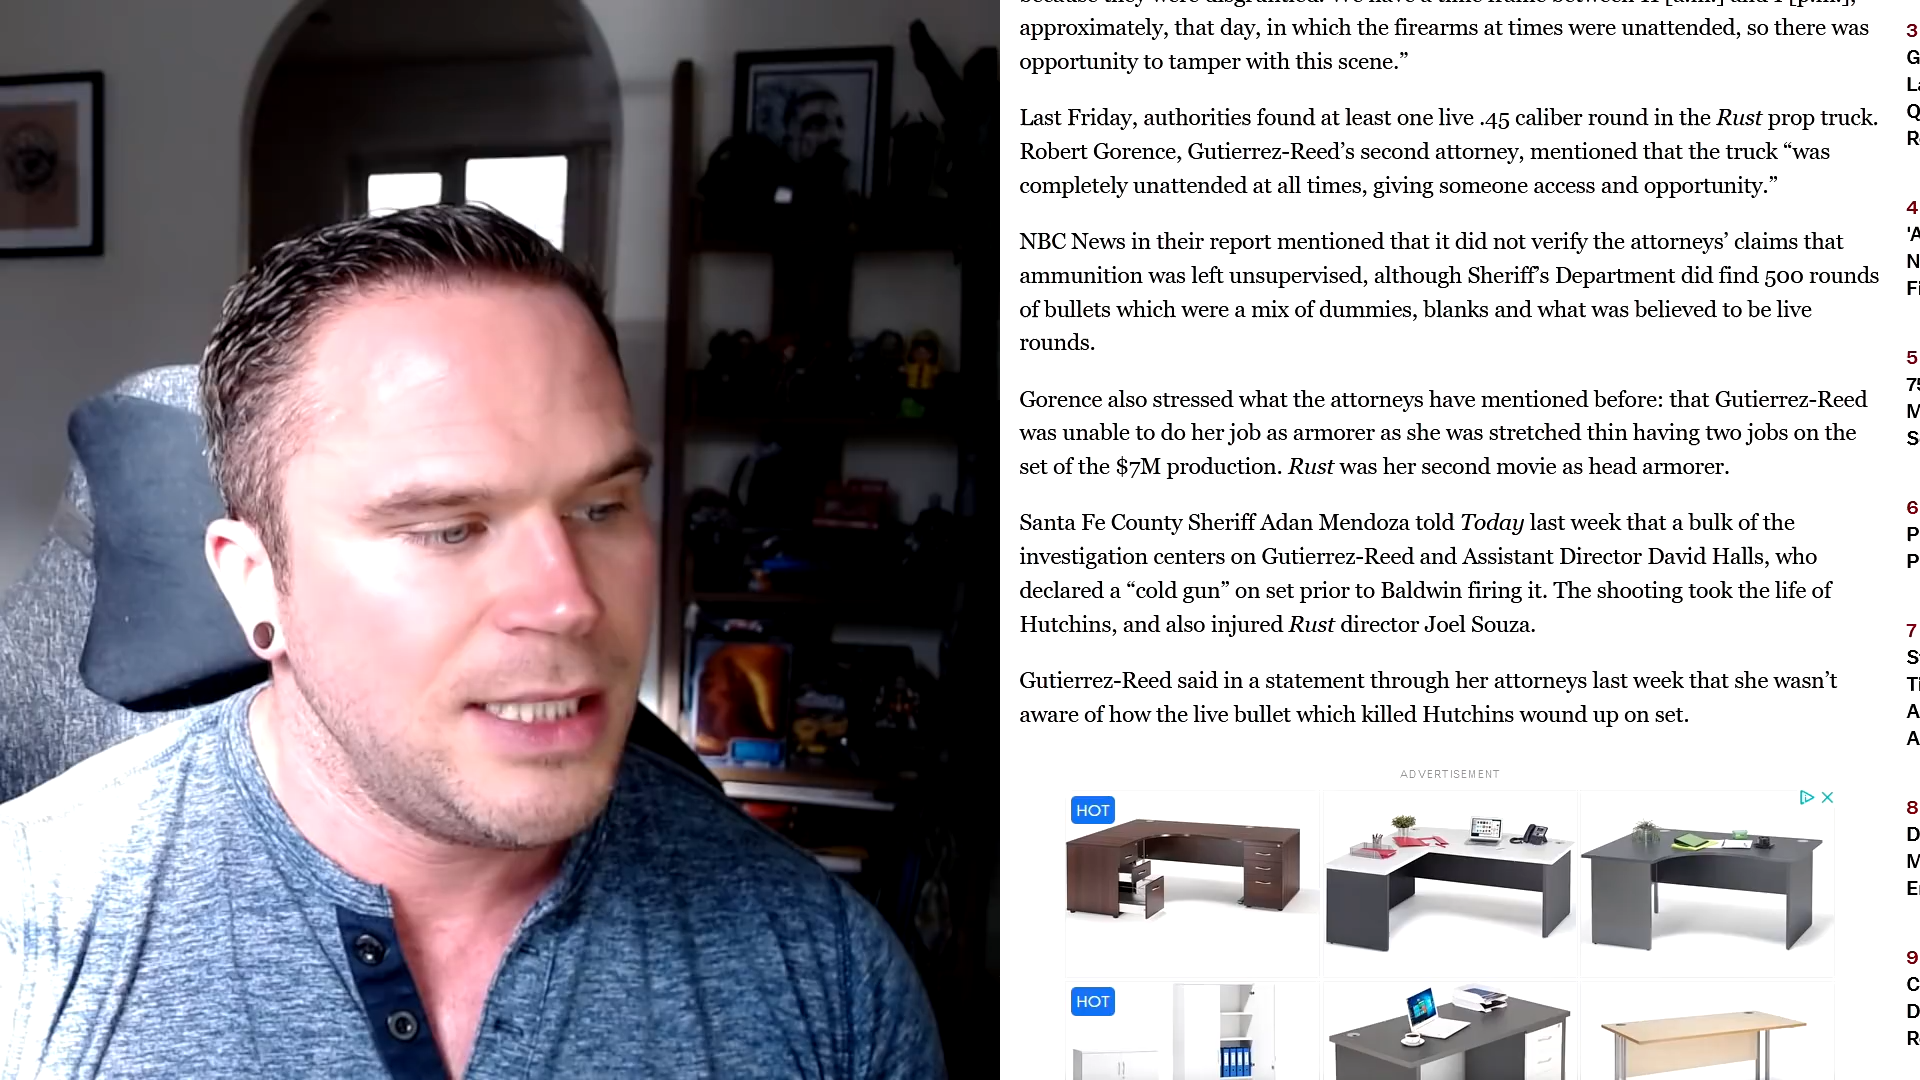 approximately, that day, in which the firearms at times were unattended, so there was
opportunity to tamper with this scene.”
Last Friday, authorities found at least one live .45 caliber round in the Rust prop truck.
Robert Gorence, Gutierrez-Reed’s second attorney, mentioned that the truck “was
completely unattended at all times, giving someone access and opportunity.”
NBC News in their report mentioned that it did not verify the attorneys’ claims that
ammunition was left unsupervised, although Sheriff’s Department did find 500 rounds
of bullets which were a mix of dummies, blanks and what was believed to be live
rounds.
Gorence also stressed what the attorneys have mentioned before: that Gutierrez-Reed
was unable to do her job as armorer as she was stretched thin having two jobs on the
set of the $7M production. Rust was her second movie as head armorer.
Santa Fe County Sheriff Adan Mendoza told Today last week that a bulk of the
investigation centers on Gutierrez-Reed and Assistant Director David Halls, who
declared a “cold gun” on set prior to Baldwin firing it. The shooting took the life of
Hutchins, and also injured Rust director Joel Souza.
Gutierrez-Reed said in a statement through her attorneys last week that she wasn’t
aware of how the live bullet which killed Hutchins wound up on set.
ADVERTISEMENT
HOT
HOT
3
4
5
6
7
8
9